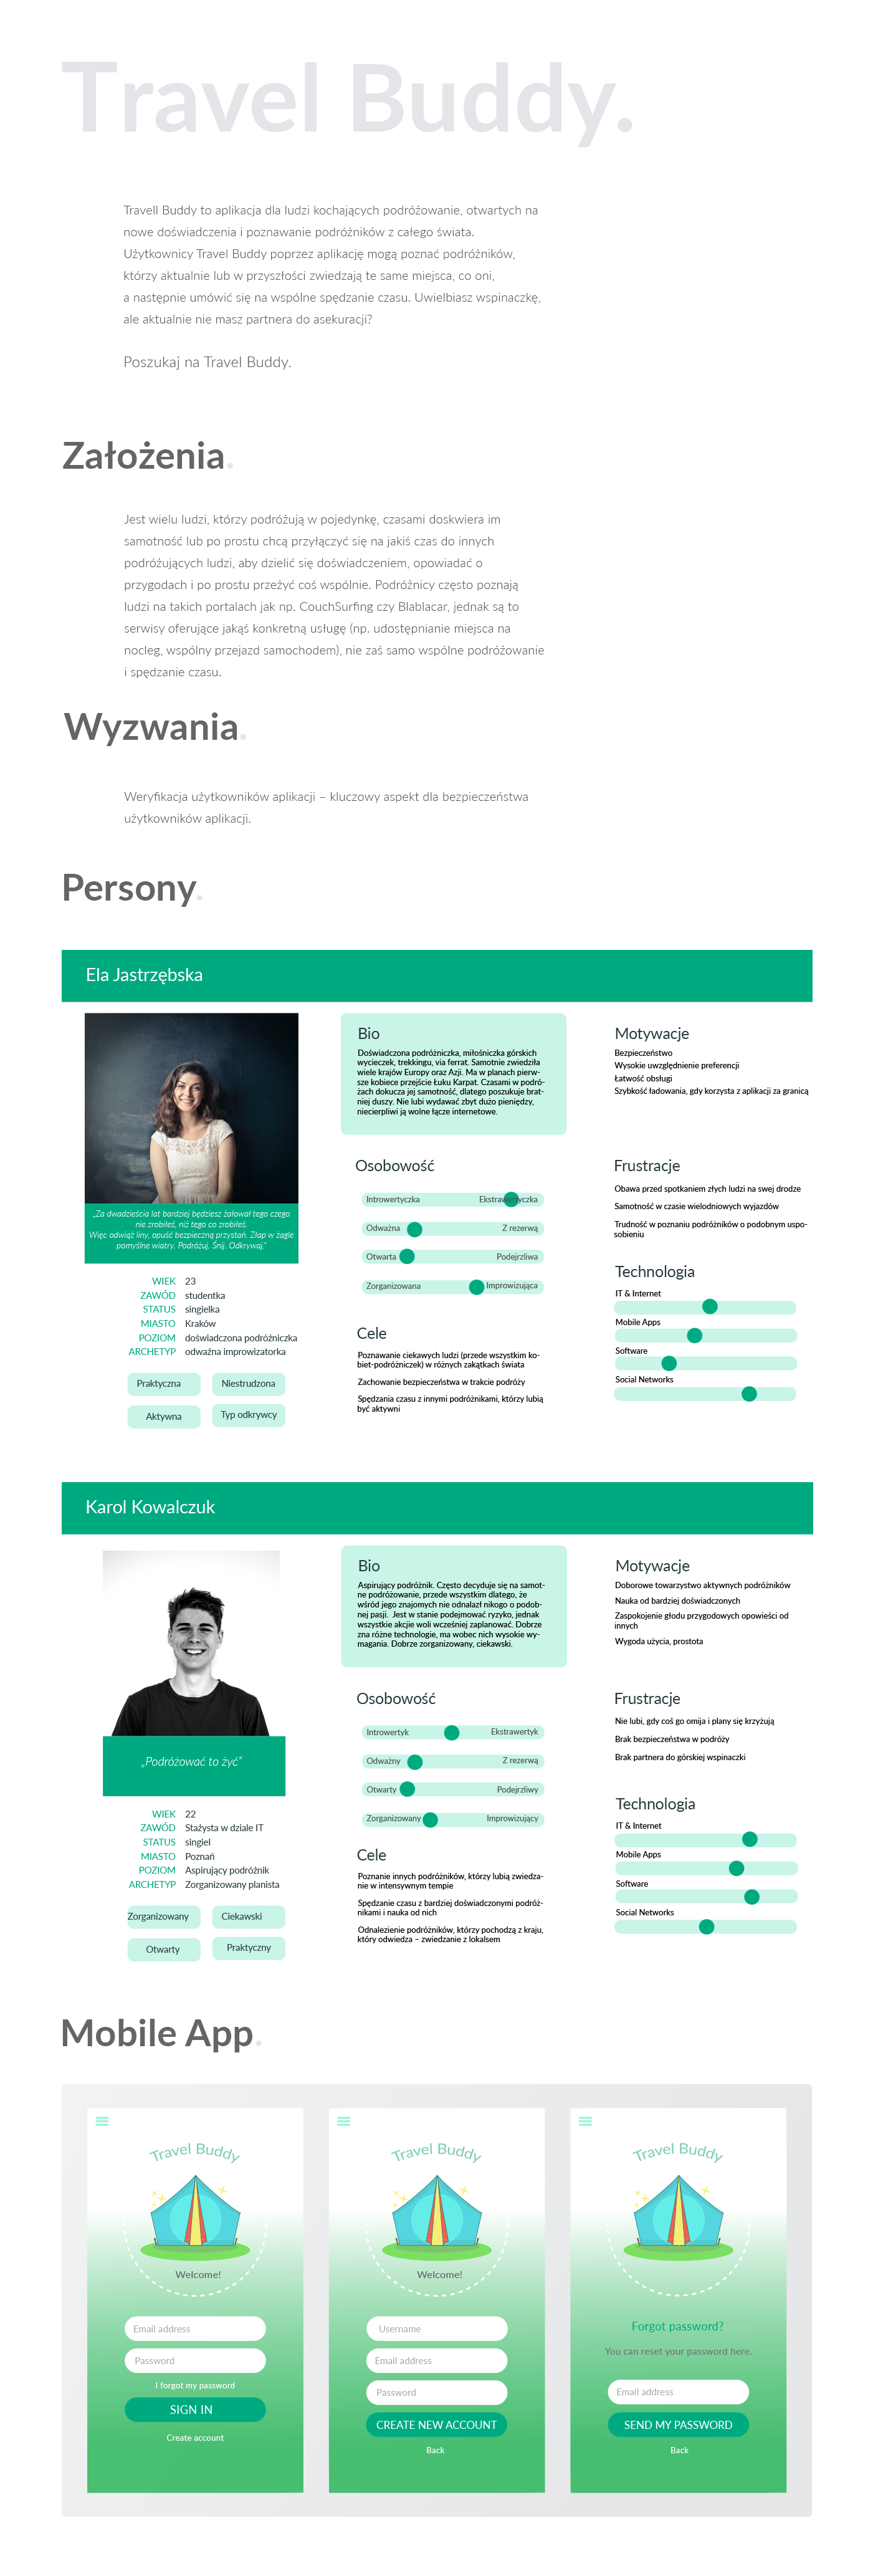 Travel Buddy.
Travell Buddy to aplikacja dla ludzi kochających podróżowanie, otwartych na
nowe doświadczenia i poznawanie podróżników z całego świata.
Użytkownicy Travel Buddy poprzez aplikację mogą poznać podróżników,
którzy aktualnie lub w przyszłości zwiedzają te same miejsca, co oni,
a następnie umówić się na wspólne spędzanie czasu. Uwielbiasz wspinaczkę,
ale aktualnie nie masz partnera do asekuracji?
Poszukaj na Travel Buddy.
Założenia.
Jest wielu ludzi, którzy podróżują w pojedynkę, czasami doskwiera im
samotność lub po prostu chcą przyłączyć się na jakiś czas do innych
podróżujących ludzi, aby dzielić się doświadczeniem, opowiadać o
przygodach i po prostu przeżyć coś wspólnie. Podróżnicy często poznają
ludzi na takich portalach jak np. CouchSurfing czy Blablacar, jednak są to
serwisy oferujące jakąś konkretną usługę (np. udostępnianie miejsca na
nocleg, wspólny przejazd samochodem), nie zaś samo wspólne podróżowanie
i spędzanie czasu.
Wyzwania.
Weryfikacja użytkowników aplikacji – kluczowy aspekt dla bezpieczeństwa
użytkowników aplikacji.
Persony.
Ela Jastrzębska
„Za dwadzieścia lat bardziej będziesz żałował tego czego
nie zrobiłeś, niż tego co zrobiłeś.
Więc odwiąż liny, opuść bezpieczną przystań. Złap w żagle
pomyślne wiatry. Podróżuj. Śnij. Odkrywaj.”
WIEK 23
ZAWÓD studentka
STATUS singielka
MIASTO Kraków
POZIOM doświadczona podróżniczka
ARCHETYP odważna improwizatorka
Praktyczna Niestrudzona
Aktywna Typ odkrywcy
Bio
Doświadczona podróżniczka, miłośniczka górskich
wycieczek, trekkingu, via ferrat. Samotnie zwiedziła
wiele krajów Europy oraz Azji. Ma w planach pierw-
sze kobiece przejście Łuku Karpat. Czasami w podró-
żach dokucza jej samotność, dlatego poszukuje brat-
niej duszy. Nie lubi wydawać zbyt dużo pieniędzy,
niecierpliwi ją wolne łącze internetowe.
Osobowość
Introwertyczka Ekstrawertyczka
Odważna Z rezerwą
Otwarta Podejrzliwa
Zorganizowana Improwizująca
Cele
Poznawanie ciekawych ludzi (przede wszystkim ko-
biet-podróżniczek) w różnych zakątkach świata
Zachowanie bezpieczeństwa w trakcie podróży
Spędzania czasu z innymi podróżnikami, którzy lubią
być aktywni
Motywacje
Bezpieczeństwo
Wysokie uwzględnienie preferencji
Łatwość obsługi
Szybkość ładowania, gdy korzysta z aplikacji za granicą
Frustracje
Obawa przed spotkaniem złych ludzi na swej drodze
Samotność w czasie wielodniowych wyjazdów
Trudność w poznaniu podróżników o podobnym uspo-
sobieniu
Technologia
IT & Internet
Mobile Apps
Software
Social Networks
Karol Kowalczuk
„Podróżować to żyć”
WIEK 22
ZAWÓD Stażysta w dziale IT
STATUS singiel
MIASTO Poznań
POZIOM Aspirujący podróżnik
ARCHETYP Zorganizowany planista
Zorganizowany Ciekawski
Otwarty Praktyczny
Bio
Aspirujący podróżnik. Często decyduje się na samot-
ne podróżowanie, przede wszystkim dlatego, że
wśród jego znajomych nie odnalazł nikogo o podob-
nej pasji. Jest w stanie podejmować ryzyko, jednak
wszystkie akcjie woli wcześniej zaplanować. Dobrze
zna różne technologie, ma wobec nich wysokie wy-
magania. Dobrze zorganizowany, ciekawski.
Osobowość
Introwertyk Ekstrawertyk
Odważny Z rezerwą
Otwarty Podejrzliwy
Zorganizowany Improwizujący
Cele
Poznanie innych podróżników, którzy lubią zwiedza-
nie w intensywnym tempie
Spędzanie czasu z bardziej doświadczonymi podróż-
nikami i nauka od nich
Odnalezienie podróżników, którzy pochodzą z kraju,
który odwiedza – zwiedzanie z lokalsem
Motywacje
Doborowe towarzystwo aktywnych podróżników
Nauka od bardziej doświadczonych
Zaspokojenie głodu przygodowych opowieści od
innych
Wygoda użycia, prostota
Frustracje
Nie lubi, gdy coś go omija i plany się krzyżują
Brak bezpieczeństwa w podróży
Brak partnera do górskiej wspinaczki
Technologia
IT & Internet
Mobile Apps
Software
Social Networks
Mobile App.
Travel Buddy
Welcome!
Email address
Password
I forgot my password
SIGN IN
Create account
Travel Buddy
Welcome!
Username
Email address
Password
CREATE NEW ACCOUNT
Back
Travel Buddy
Forgot password?
You can reset your password here.
Email address
SEND MY PASSWORD
Back